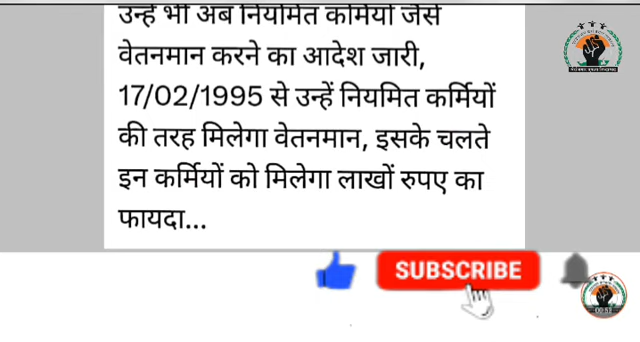 उन्हें भी अब नियमित कर्मियों जैसे
वेतनमान करने का आदेश जारी,
17/02/1995 से उन्हें नियमित कर्मियों
की तरह मिलेगा वेतनमान, इसके चलते
इन कर्मियों को मिलेगा लाखों रुपए का
फायदा...
SUBSCRIBE